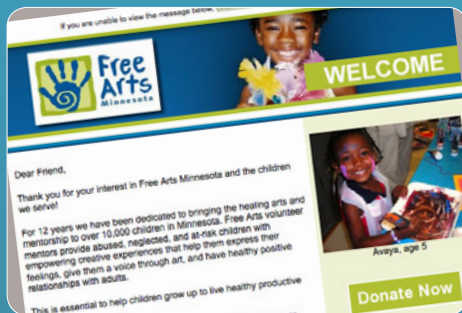 If you are unable to view the message below,
Free
Arts
Minnesota
WELCOME
Dear Friend,
Thank you for your interest in Free Arts Minnesota and the children
we serve!
For 12 years we have been dedicated to bringing the healing arts and
mentorship to over 10,000 children in Minnesota. Free Arts volunteer
mentors provide abused, neglected, and at-risk children with
empowering creative experiences that help them express their
feelings, give them a voice through art, and have healthy positive
relationships with adults.
This is essential to help children grow up to live healthy productive
Avaya, age 5
Donate Now